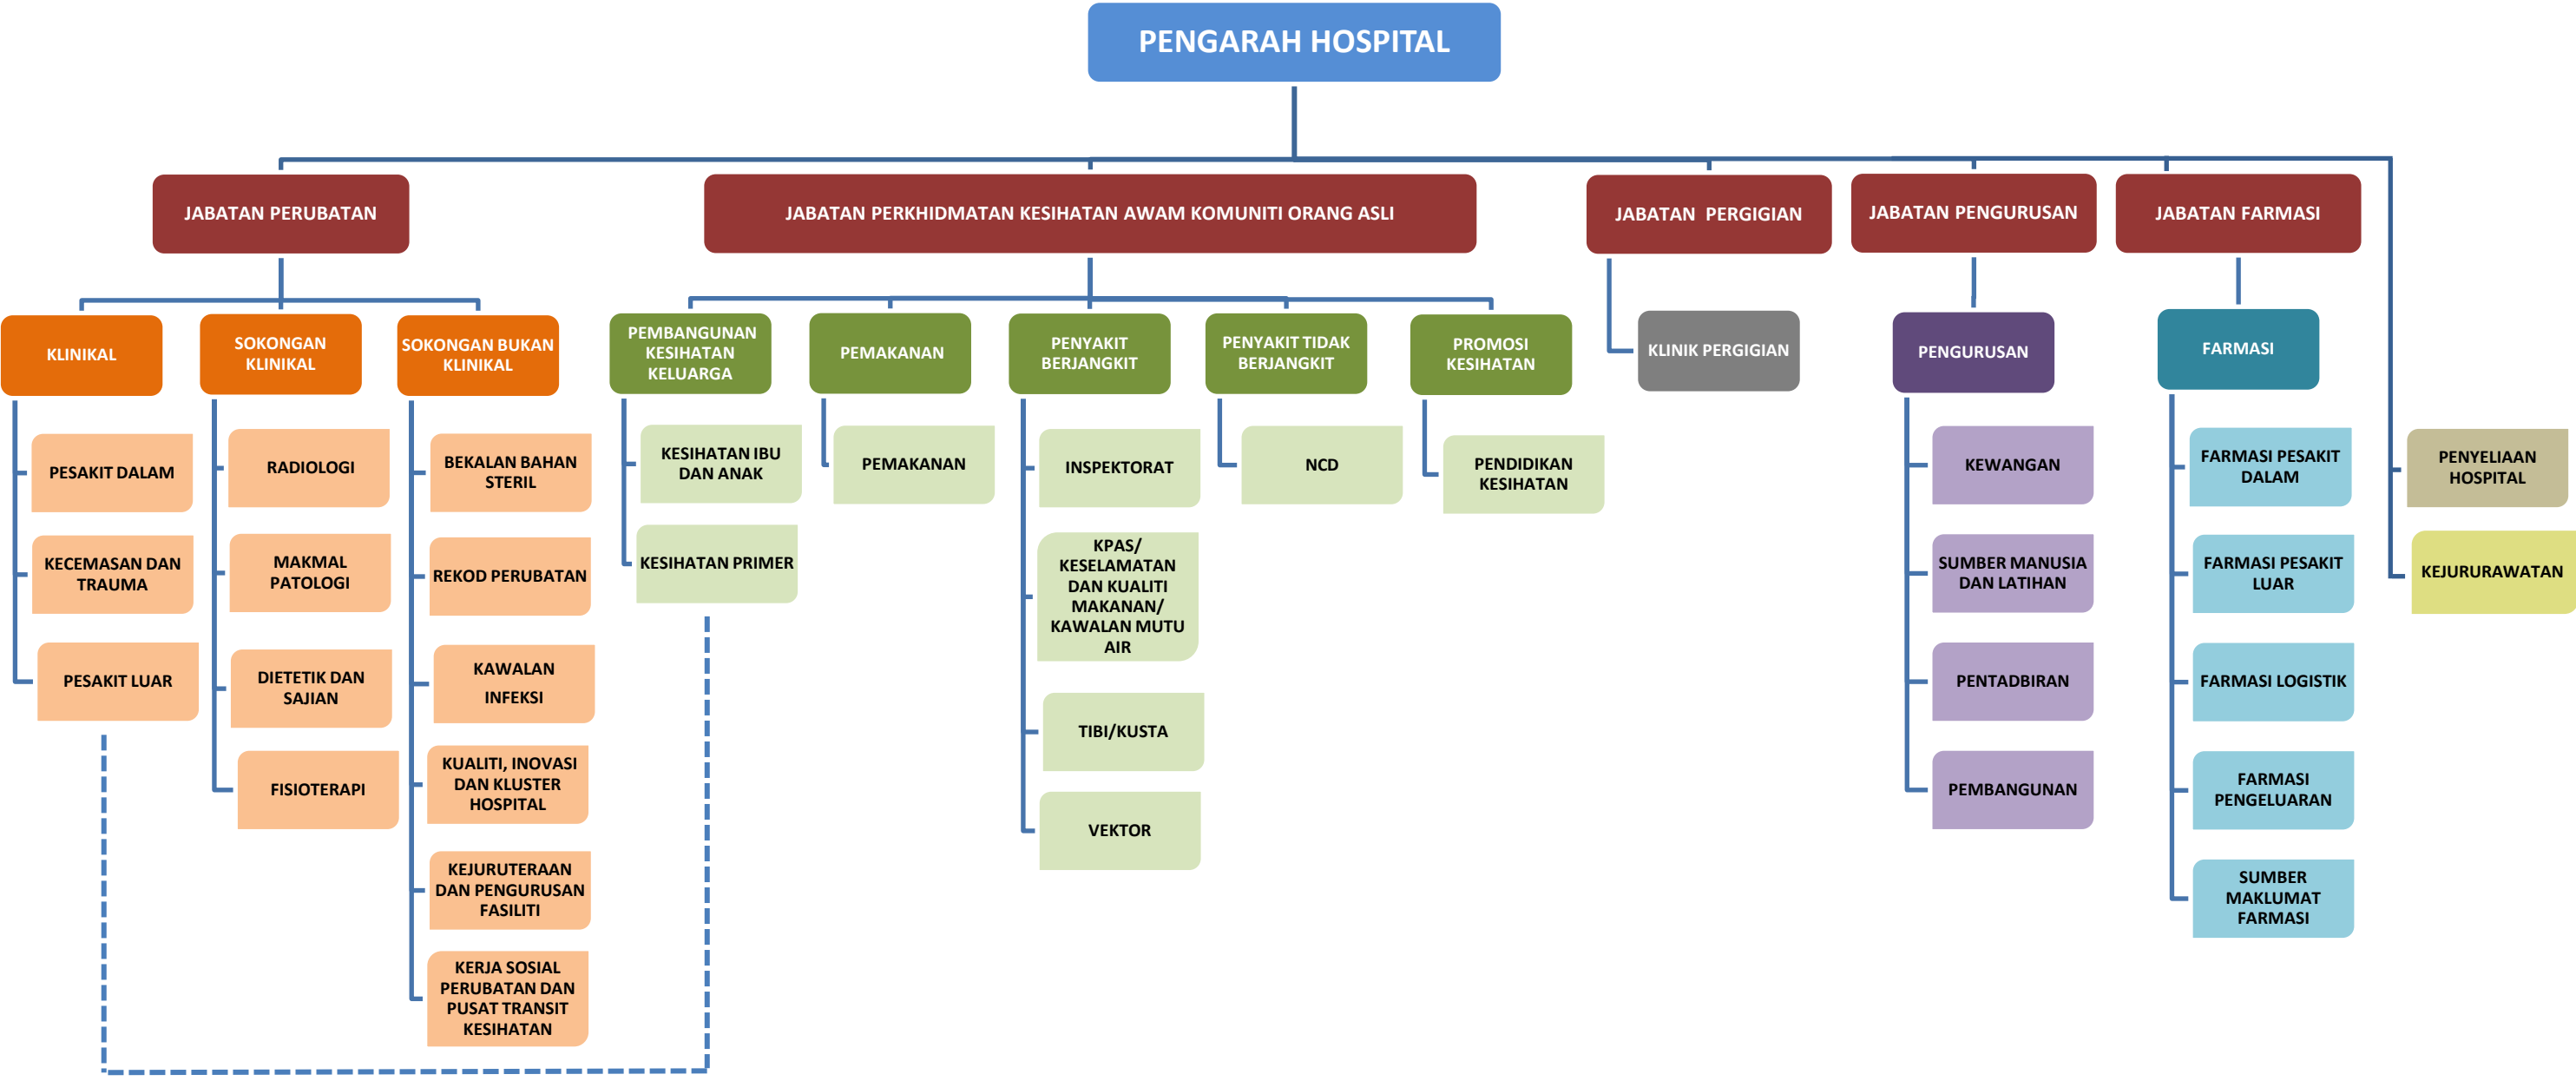 PENGARAH HOSPITAL
JABATAN PERUBATAN
JABATAN PERKHIDMATAN KESIHATAN AWAM KOMUNITI ORANG ASLI
JABATAN PERGIGIAN
JABATAN PENGURUSAN
JABATAN FARMASI
KLINIKAL
PESAKIT DALAM
KECEMASAN DAN
TRAUMA
PESAKIT LUAR
SOKONGAN
KLINIKAL
RADIOLOGI
MAKMAL
PATOLOGI
DIETETIK DAN
SAJIAN
FISIOTERAPI
SOKONGAN BUKAN
KLINIKAL
BEKALAN BAHAN
STERIL
REKOD PERUBATAN
KAWALAN
INFEKSI
KUALITI, INOVASI
DAN KLUSTER
HOSPITAL
KEJURUTERAAN
DAN PENGURUSAN
FASILITI
KERJA SOSIAL
PERUBATAN DAN
PUSAT TRANSIT
KESIHATAN
PEMBANGUNAN
KESIHATAN
KELUARGA
KESIHATAN IBU
DAN ANAK
KESIHATAN PRIMER
PEMAKANAN
PEMAKANAN
PENYAKIT
BERJANGKIT
INSPEKTORAT
KPAS/
KESELAMATAN
DAN KUALITI
MAKANAN/
KAWALAN MUTU
AIR
TIBI/KUSTA
VEKTOR
PENYAKIT TIDAK
BERJANGKIT
NCD
PROMOSI
KESIHATAN
PENDIDIKAN
KESIHATAN
KLINIK PERGIGIAN
PENGURUSAN
KEWANGAN
SUMBER MANUSIA
DAN LATIHAN
PENTADBIRAN
PEMBANGUNAN
FARMASI
FARMASI PESAKIT
DALAM
FARMASI PESAKIT
LUAR
FARMASI LOGISTIK
FARMASI
PENGELUARAN
SUMBER
MAKLUMAT
FARMASI
PENYELIAAN
HOSPITAL
KEJURURAWATAN